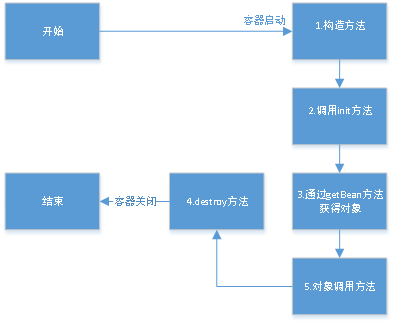 开始
容器启动
1.构造方法
2.调用init方法
3.通过getBean方法
获得对象
结束
容器关闭
4.destroy方法
5.对象调用方法